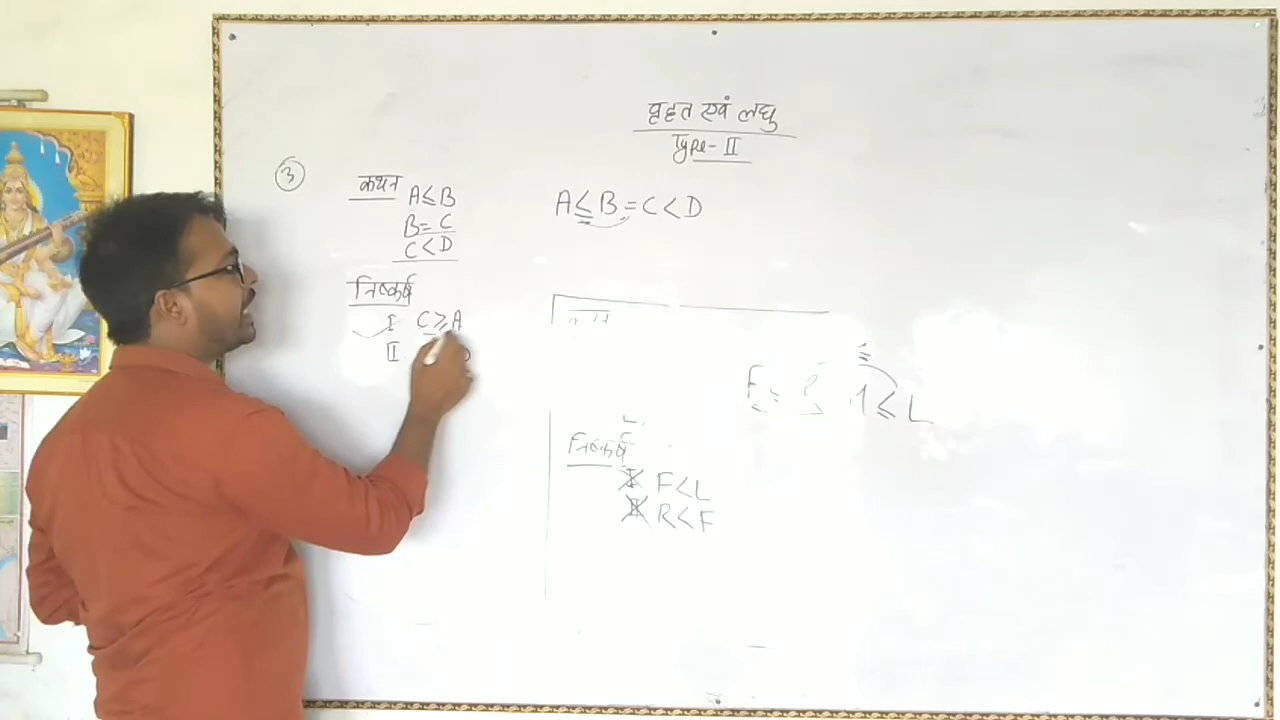 वृहत एवं लघु
Type-II
3
कथन A≤B
B=C
C<D
A≤B=C<D
निष्कर्ष
I C≥A
II
≤ L
निष्कर्ष
I F<L
II R<F